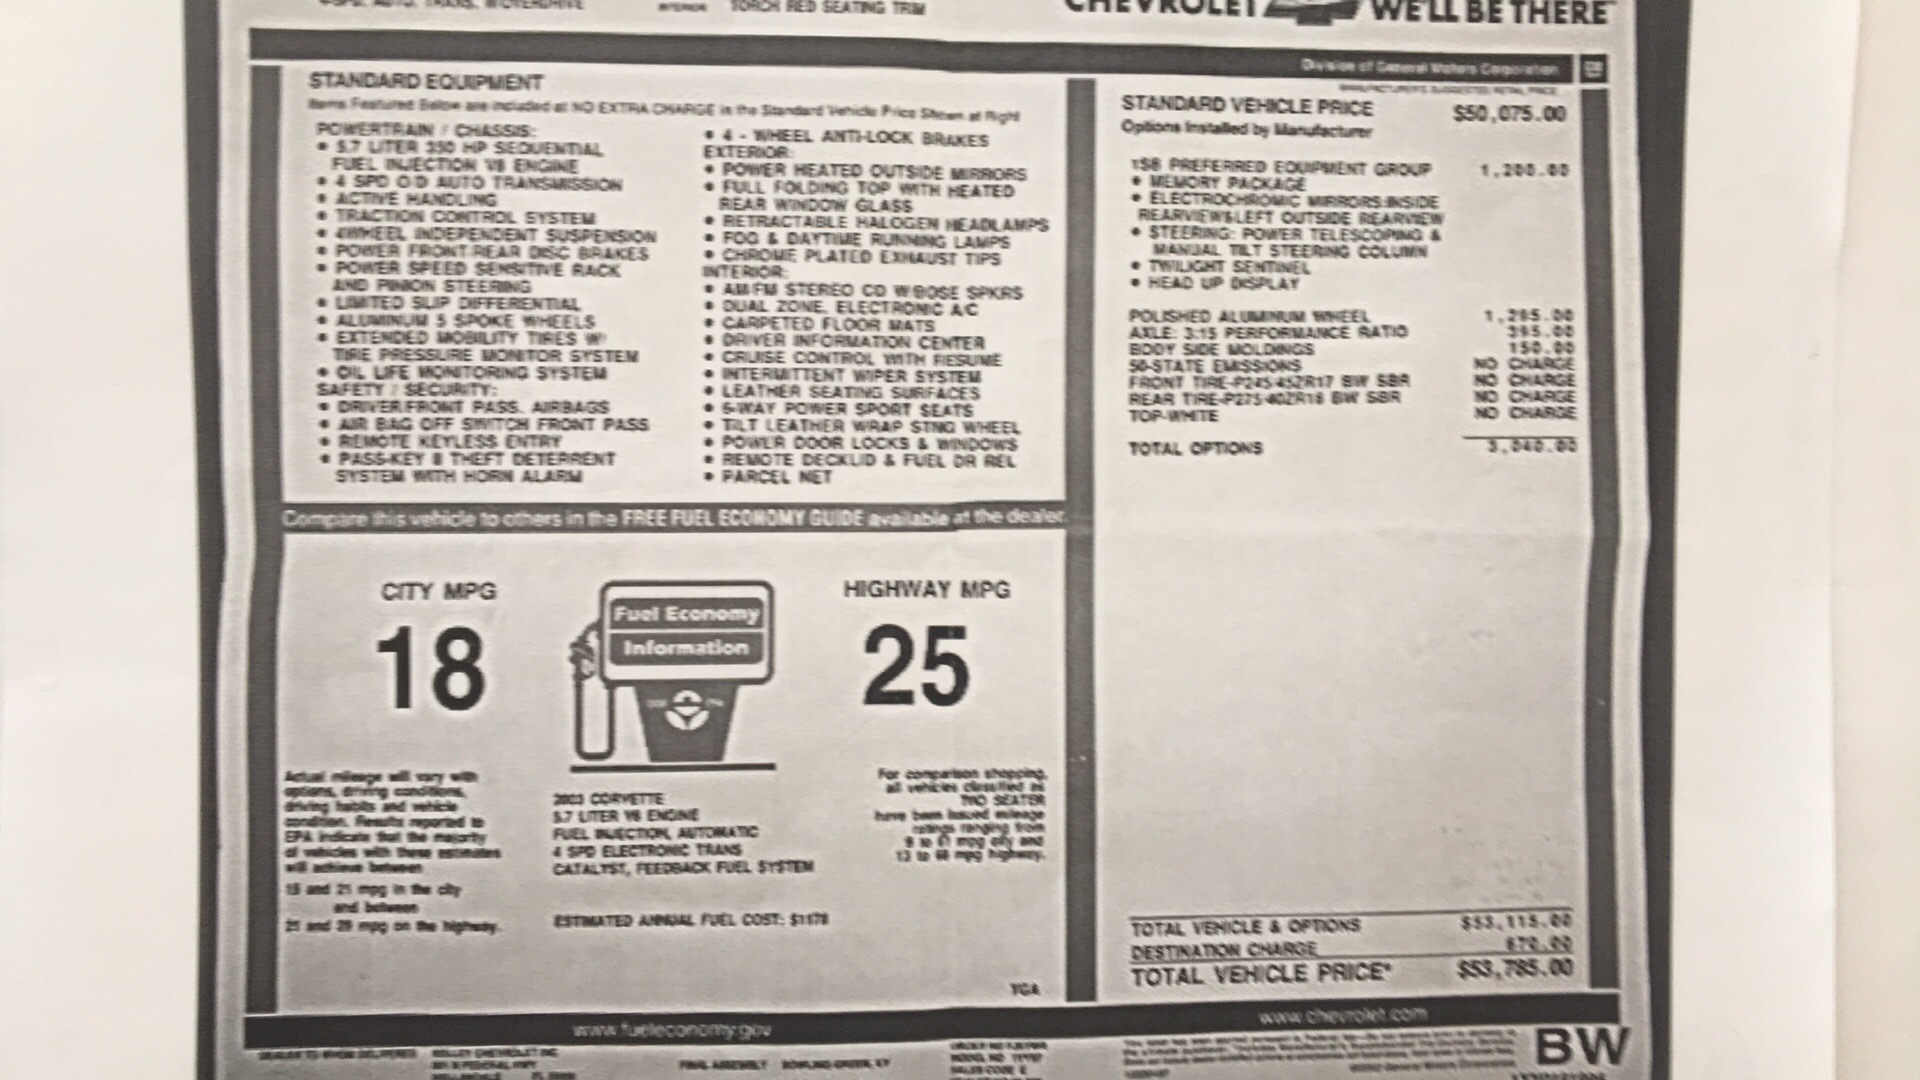 4-SPD. AUTO. TRANS. W/OVERDRIVE
INTERIOR TORCH RED SEATING TRIM
CHEVROLET WE'LL BE THERE
Division of General Motors Corporation
STANDARD EQUIPMENT
Items Featured Below are included at NO EXTRA CHARGE in the Standard Vehicle Price Shown at Right
POWERTRAIN / CHASSIS:
• 5.7 LITER 350 HP SEQUENTIAL
FUEL INJECTION V8 ENGINE
• 4 SPD O/D AUTO TRANSMISSION
• ACTIVE HANDLING
• TRACTION CONTROL SYSTEM
• 4WHEEL INDEPENDENT SUSPENSION
• POWER FRONT/REAR DISC BRAKES
• POWER SPEED SENSITIVE RACK
AND PINION STEERING
• LIMITED SLIP DIFFERENTIAL
• ALUMINUM 5 SPOKE WHEELS
• EXTENDED MOBILITY TIRES W/
TIRE PRESSURE MONITOR SYSTEM
• OIL LIFE MONITORING SYSTEM
SAFETY / SECURITY:
• DRIVER/FRONT PASS. AIRBAGS
• AIR BAG OFF SWITCH FRONT PASS
• REMOTE KEYLESS ENTRY
• PASS-KEY II THEFT DETERRENT
SYSTEM WITH HORN ALARM
• 4 - WHEEL ANTI-LOCK BRAKES
EXTERIOR:
• POWER HEATED OUTSIDE MIRRORS
• FULL FOLDING TOP WITH HEATED
REAR WINDOW GLASS
• RETRACTABLE HALOGEN HEADLAMPS
• FOG & DAYTIME RUNNING LAMPS
• CHROME PLATED EXHAUST TIPS
INTERIOR:
• AM/FM STEREO CD W/BOSE SPKRS
• DUAL ZONE, ELECTRONIC A/C
• CARPETED FLOOR MATS
• DRIVER INFORMATION CENTER
• CRUISE CONTROL WITH RESUME
• INTERMITTENT WIPER SYSTEM
• LEATHER SEATING SURFACES
• 6-WAY POWER SPORT SEATS
• TILT LEATHER WRAP STNG WHEEL
• POWER DOOR LOCKS & WINDOWS
• REMOTE DECKLID & FUEL DR REL
• PARCEL NET
MANUFACTURER'S SUGGESTED RETAIL PRICE
STANDARD VEHICLE PRICE $50,075.00
Options Installed by Manufacturer
1SB PREFERRED EQUIPMENT GROUP 1,200.00
• MEMORY PACKAGE
• ELECTROCHROMIC MIRRORS:INSIDE
REARVIEW&LEFT OUTSIDE REARVIEW
• STEERING: POWER TELESCOPING &
MANUAL TILT STEERING COLUMN
• TWILIGHT SENTINEL
• HEAD UP DISPLAY
POLISHED ALUMINUM WHEEL 1,295.00
AXLE: 3:15 PERFORMANCE RATIO 395.00
BODY SIDE MOLDINGS 150.00
50-STATE EMISSIONS NO CHARGE
FRONT TIRE-P245/45ZR17 BW SBR NO CHARGE
REAR TIRE-P275/40ZR18 BW SBR NO CHARGE
TOP-WHITE NO CHARGE
TOTAL OPTIONS 3,040.00
Compare this vehicle to others in the FREE FUEL ECONOMY GUIDE available at the dealer.
CITY MPG
18
Fuel Economy
Information
HIGHWAY MPG
25
Actual mileage will vary with
options, driving conditions,
driving habits and vehicle
condition. Results reported to
EPA indicate that the majority
of vehicles with these estimates
will achieve between
15 and 21 mpg in the city
and between
21 and 29 mpg on the highway.
2003 CORVETTE
5.7 LITER V8 ENGINE
FUEL INJECTION, AUTOMATIC
4 SPD ELECTRONIC TRANS
CATALYST, FEEDBACK FUEL SYSTEM
ESTIMATED ANNUAL FUEL COST: $1178
For comparison shopping,
all vehicles classified as
TWO SEATER
have been issued mileage
ratings ranging from
9 to 61 mpg city and
13 to 68 mpg highway.
TOTAL VEHICLE & OPTIONS $53,115.00
DESTINATION CHARGE 670.00
TOTAL VEHICLE PRICE* $53,785.00
www.fueleconomy.gov
www.chevrolet.com
DEALER TO WHOM DELIVERED
KELLEY CHEVROLET INC
FINAL ASSEMBLY BOWLING GREEN, KY
BW